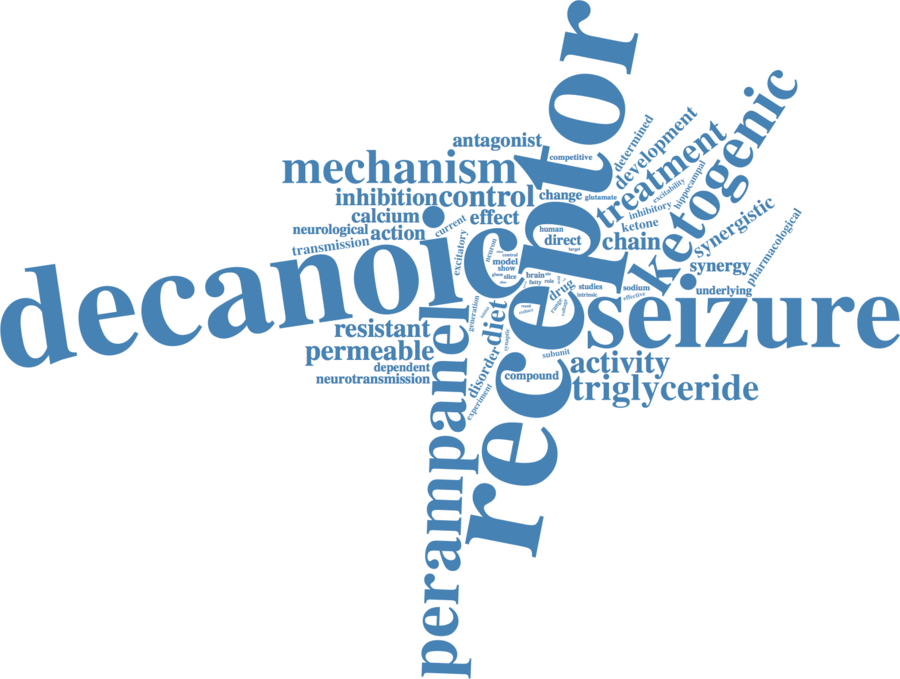 receptor
decanoic
seizure
ketogenic
perampanel
mechanism
treatment
control
triglyceride
antagonist
inhibition
calcium
effect
neurological
action
transmission
current
excitatory
competitive
change
glutamate
determined
development
excitability
hippocampal
inhibitory
ketone
chain
synergistic
synergy
pharmacological
underlying
human
direct
neuron
control
model
show
slice
brain
fatty
role
drug
target
studies
intrinsic
sodium
effective
range
resistant
permeable
dependent
neurotransmission
generation
diet
disorder
experiment
synaptic
subunit
compound
activity